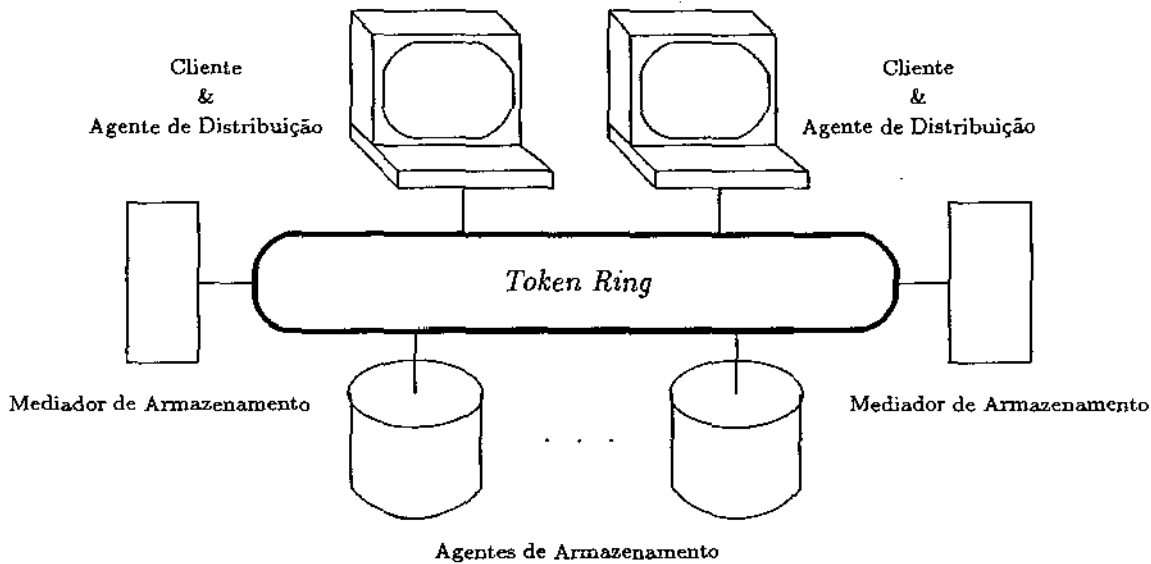 Cliente
&
Agente de Distribuição
Cliente
&
Agente de Distribuição
Token Ring
Mediador de Armazenamento
Mediador de Armazenamento
. . .
Agentes de Armazenamento